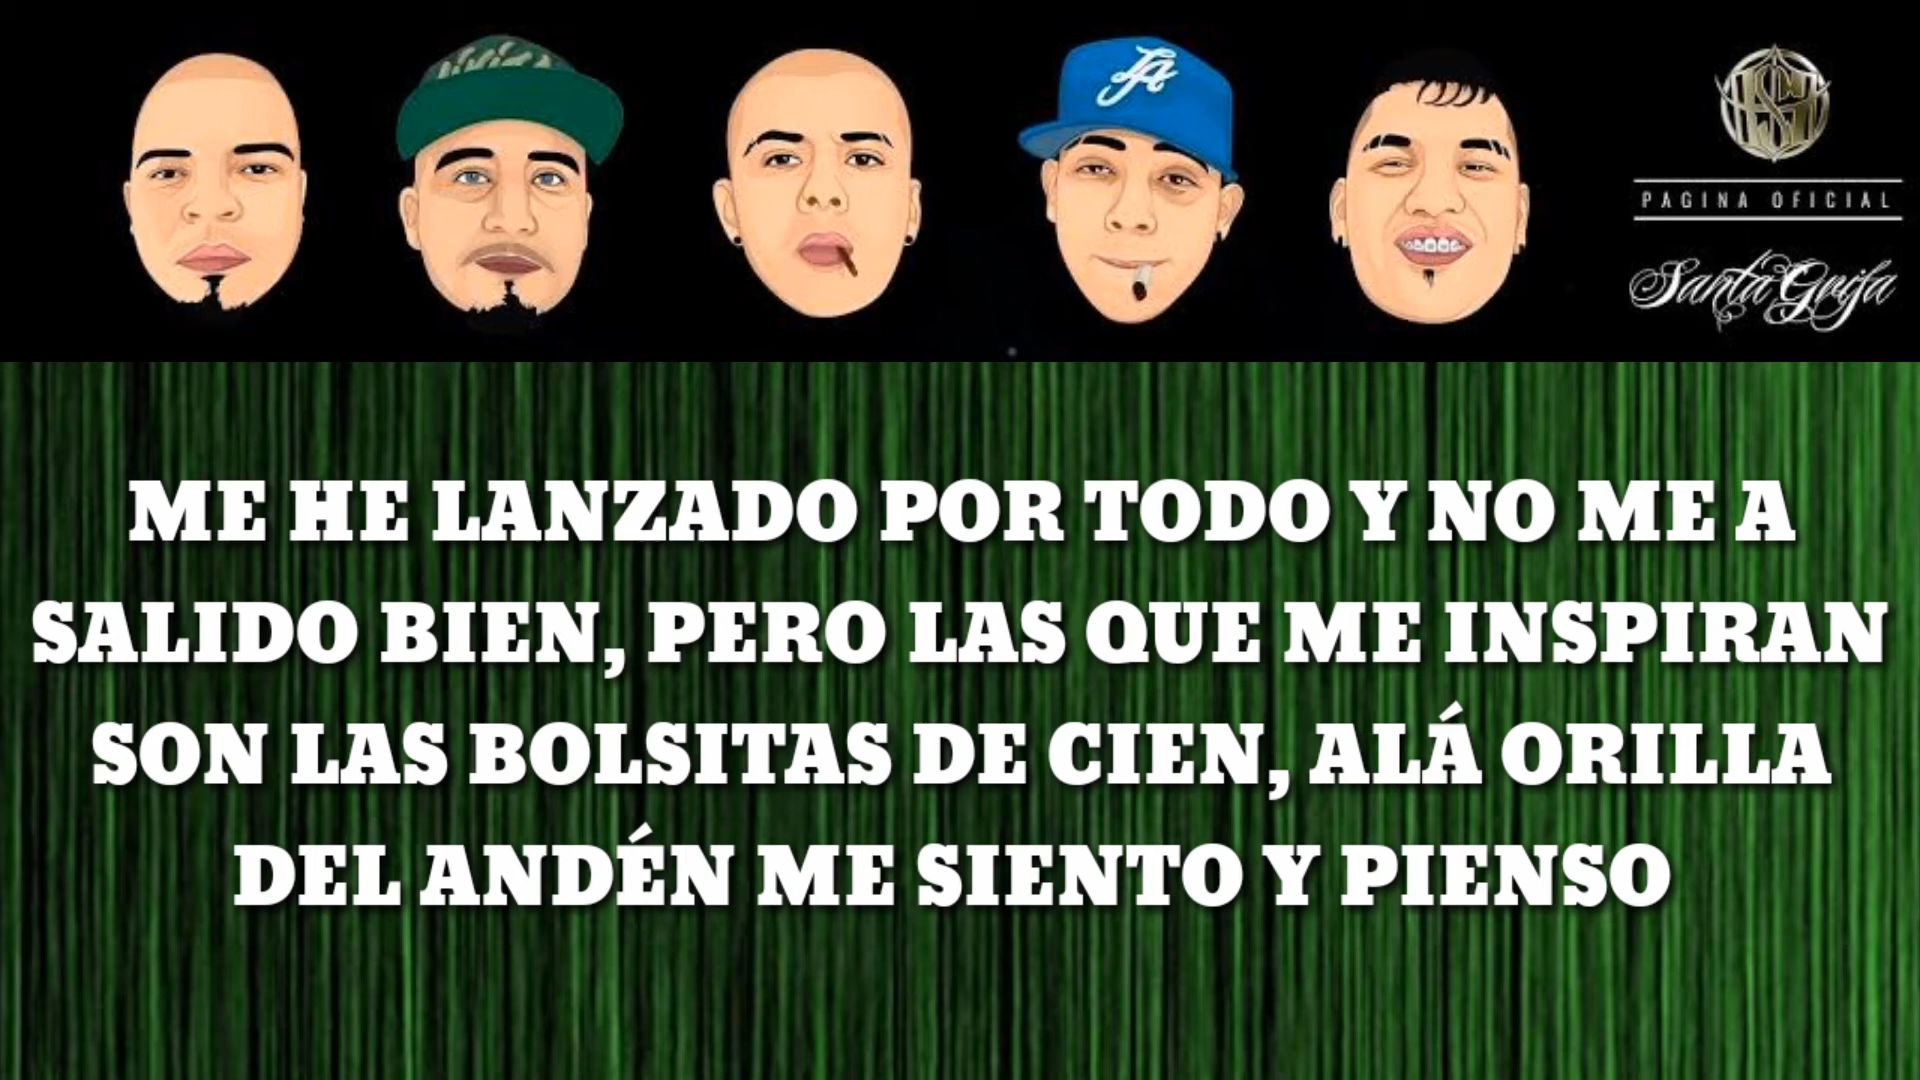 PAGINA OFICIAL
Santa Grifa
ME HE LANZADO POR TODO Y NO ME A
SALIDO BIEN, PERO LAS QUE ME INSPIRAN
SON LAS BOLSITAS DE CIEN, ALÁ ORILLA
DEL ANDÉN ME SIENTO Y PIENSO